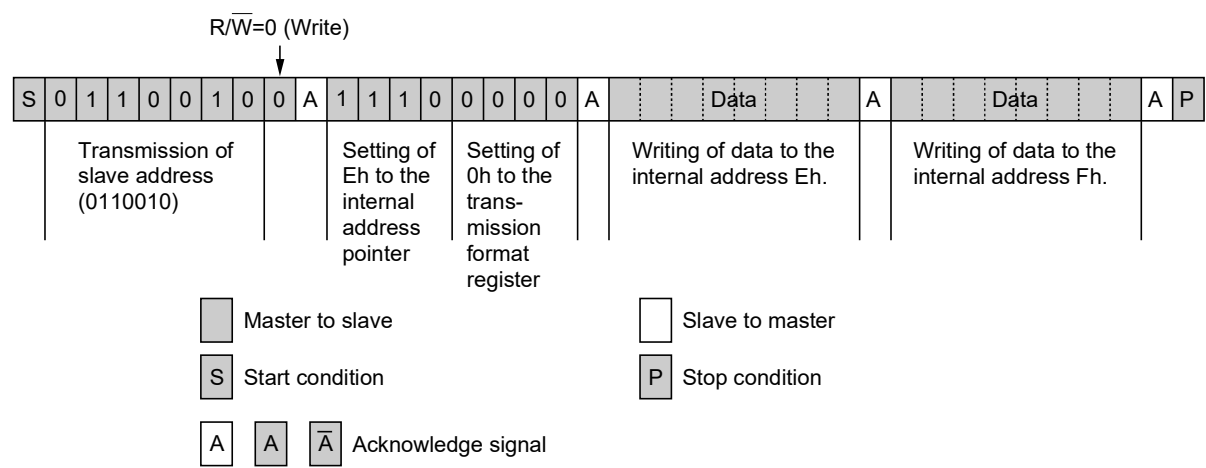 R/W̅=0 (Write)
S 0 1 1 0 0 1 0 0 A 1 1 1 0 0 0 0 0 A Data A Data A P
Transmission of
slave address
(0110010)
Setting of
Eh to the
internal
address
pointer
Setting of
0h to the
trans-
mission
format
register
Writing of data to the
internal address Eh.
Writing of data to the
internal address Fh.
Master to slave
Slave to master
S Start condition
P Stop condition
A A A̅ Acknowledge signal